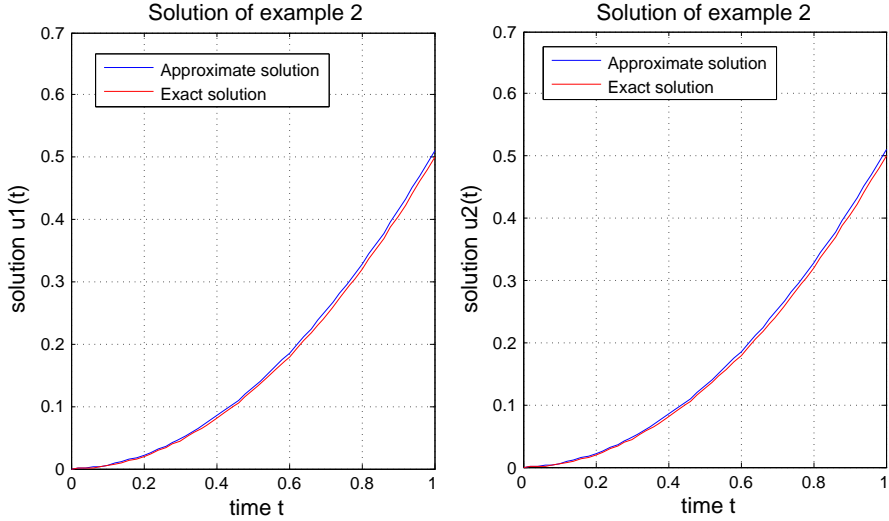 Solution of example 2
0.7
0.6
0.5
0.4
0.3
0.2
0.1
0
solution u1(t)
Approximate solution
Exact solution
0 0.2 0.4 0.6 0.8 1
time t
Solution of example 2
0.7
0.6
0.5
0.4
0.3
0.2
0.1
0
solution u2(t)
Approximate solution
Exact solution
0 0.2 0.4 0.6 0.8 1
time t